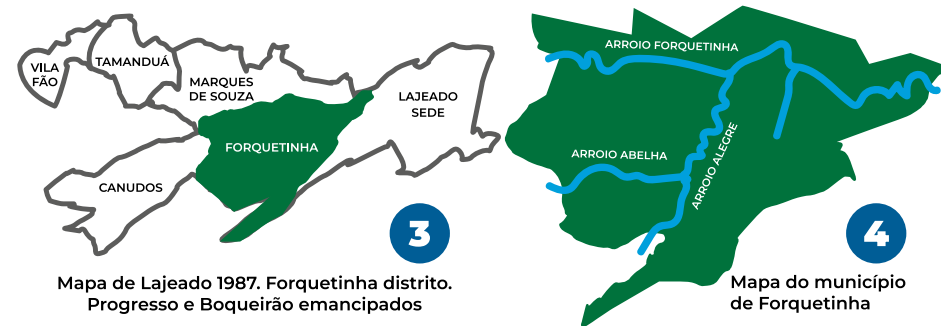 VILA
FÃO
TAMANDUÁ
MARQUES
DE SOUZA
LAJEADO
SEDE
FORQUETINHA
CANUDOS
3
Mapa de Lajeado 1987. Forquetinha distrito.
Progresso e Boqueirão emancipados
ARROIO FORQUETINHA
ARROIO ABELHA
ARROIO ALEGRE
4
Mapa do município
de Forquetinha